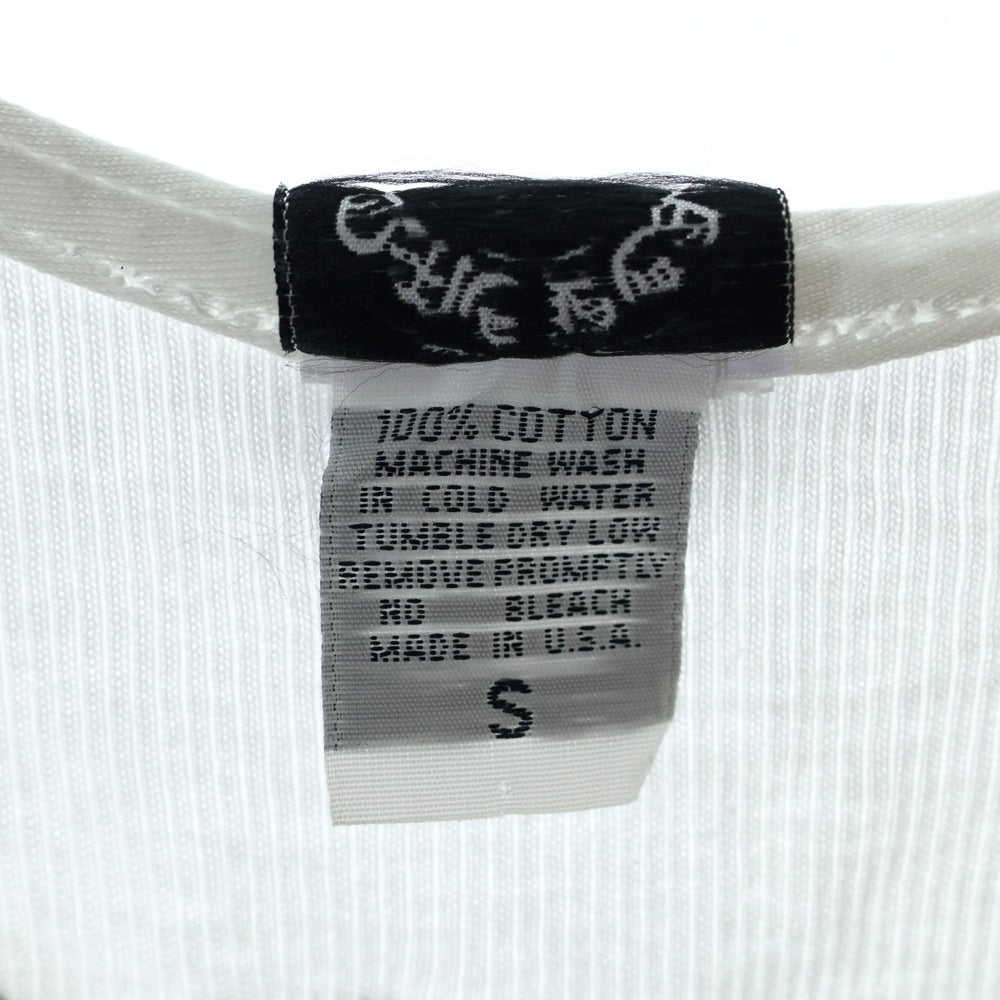 100% COTTON
MACHINE WASH
IN COLD WATER
TUMBLE DRY LOW
REMOVE PROMPTLY
NO BLEACH
MADE IN U.S.A.
S